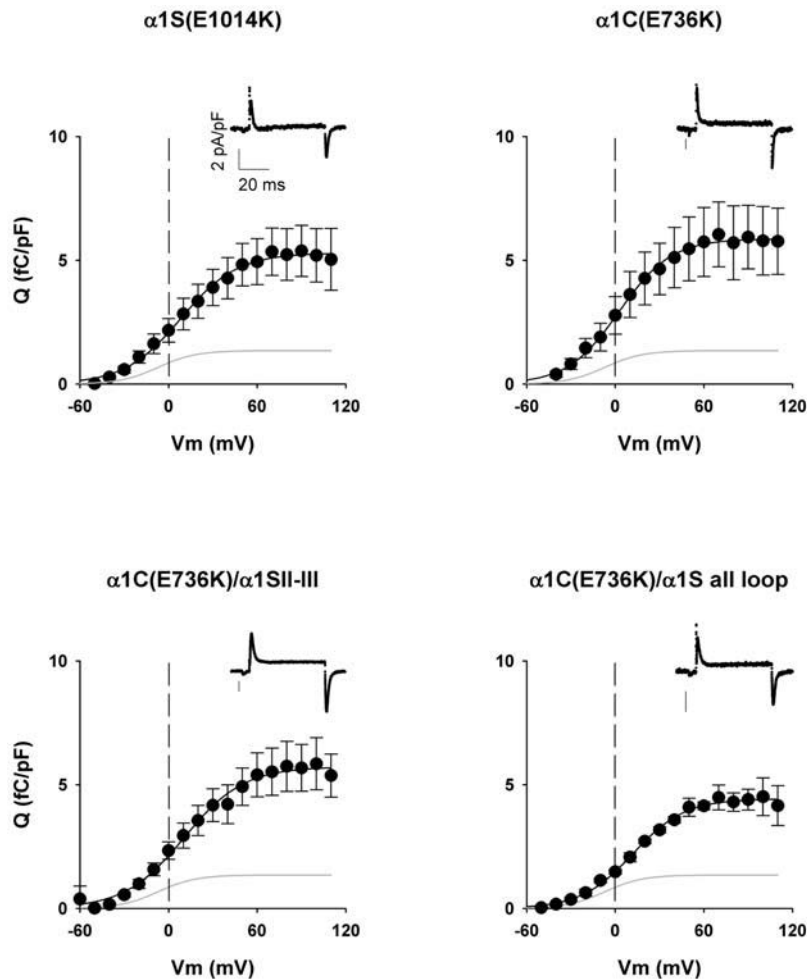 α1S(E1014K)
α1C(E736K)
10
5
0
Q (fC/pF)
2 pA/pF
20 ms
-60 0 60 120
Vm (mV)
10
5
0
-60 0 60 120
Vm (mV)
α1C(E736K)/α1SII-III
α1C(E736K)/α1S all loop
10
5
0
Q (fC/pF)
-60 0 60 120
Vm (mV)
10
5
0
-60 0 60 120
Vm (mV)